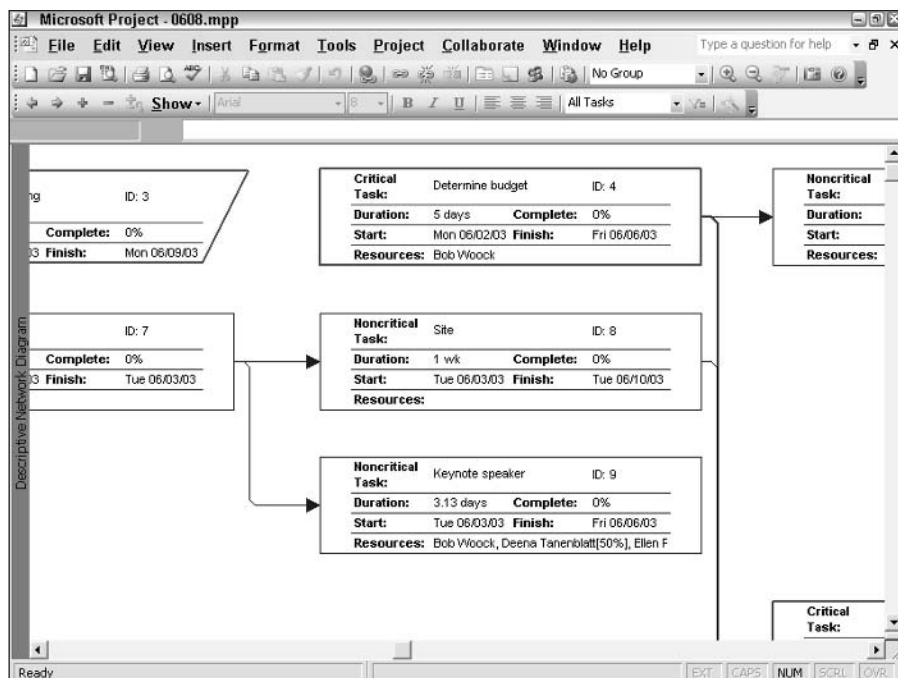 Microsoft Project - 0608.mpp
File Edit View Insert Format Tools Project Collaborate Window Help Type a question for help
No Group
Show Arial 8 B I U All Tasks
Descriptive Network Diagram
ng ID: 3
Complete: 0%
03 Finish: Mon 06/09/03
Critical Task: Determine budget ID: 4
Duration: 5 days Complete: 0%
Start: Mon 06/02/03 Finish: Fri 06/06/03
Resources: Bob Woock
Noncritical Task:
Duration:
Start:
Resources:
ID: 7
Complete: 0%
03 Finish: Tue 06/03/03
Noncritical Task: Site ID: 8
Duration: 1 wk Complete: 0%
Start: Tue 06/03/03 Finish: Tue 06/10/03
Resources:
Noncritical Task: Keynote speaker ID: 9
Duration: 3.13 days Complete: 0%
Start: Tue 06/03/03 Finish: Fri 06/06/03
Resources: Bob Woock, Deena Tanenblatt[50%], Ellen F
Critical Task:
Ready EXT CAPS NUM SCRL OVR